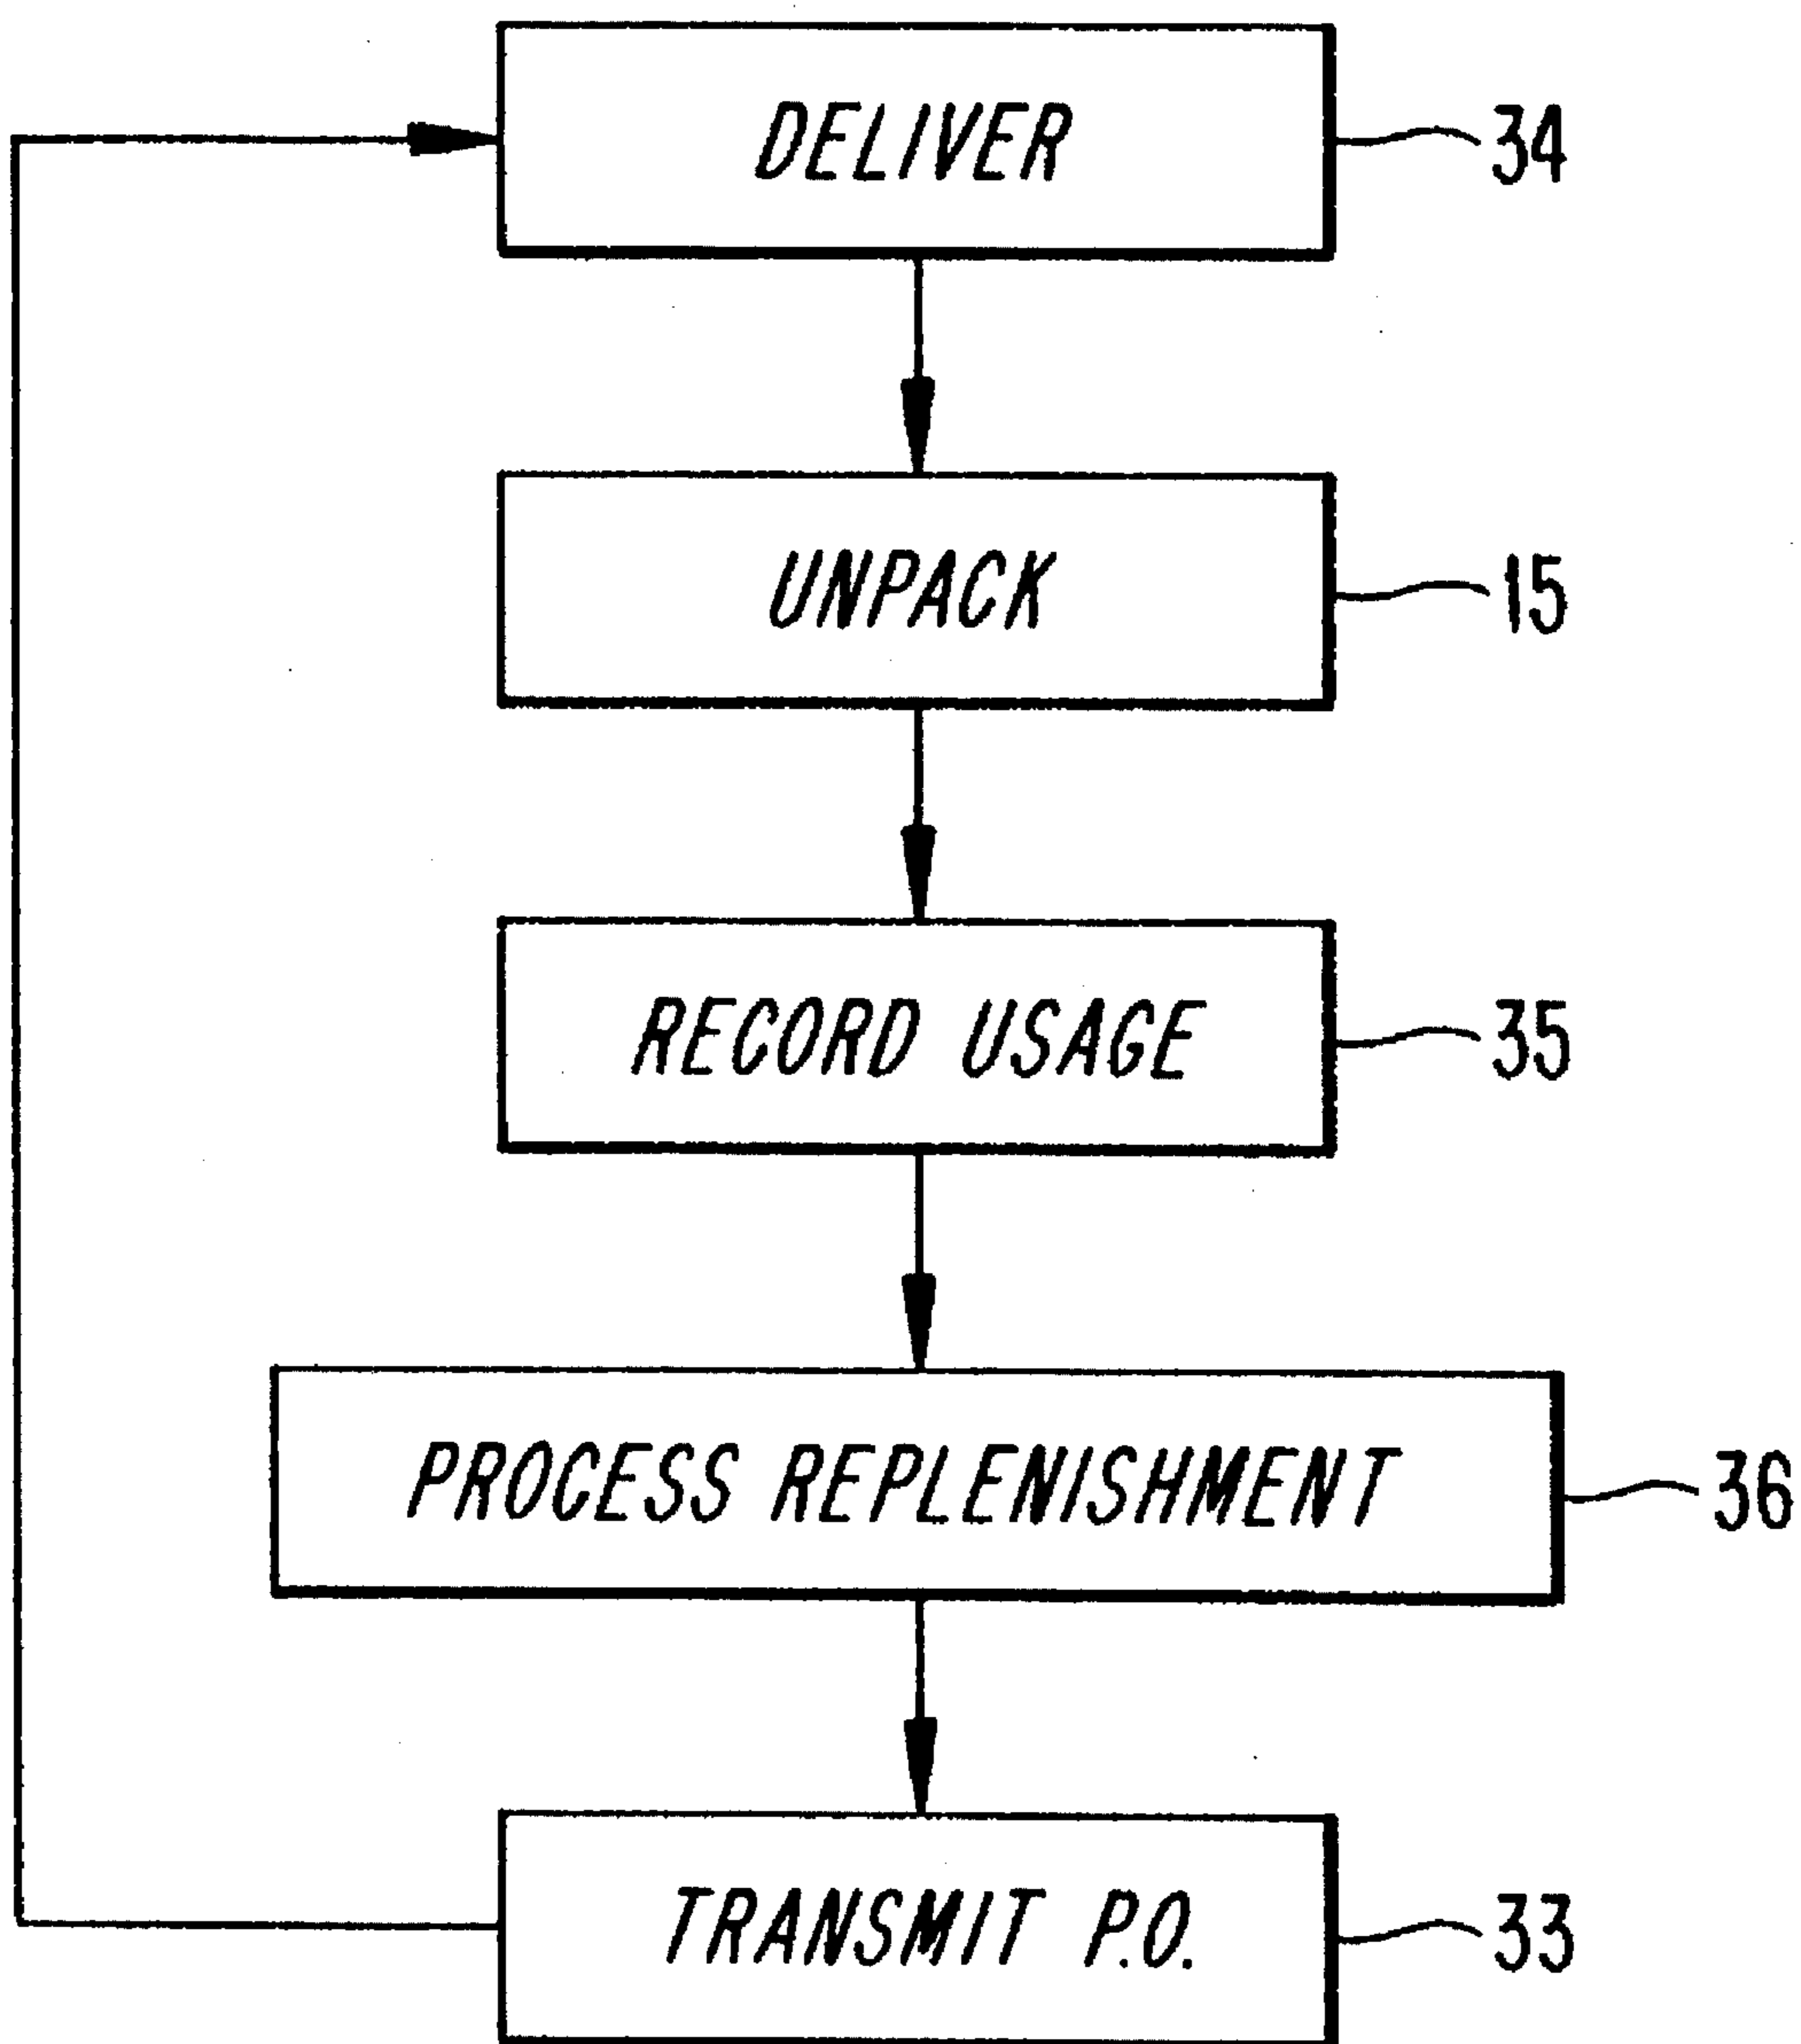 DELIVER
34
UNPACK
15
RECORD USAGE
35
PROCESS REPLENISHMENT
36
TRANSMIT P.O.
33